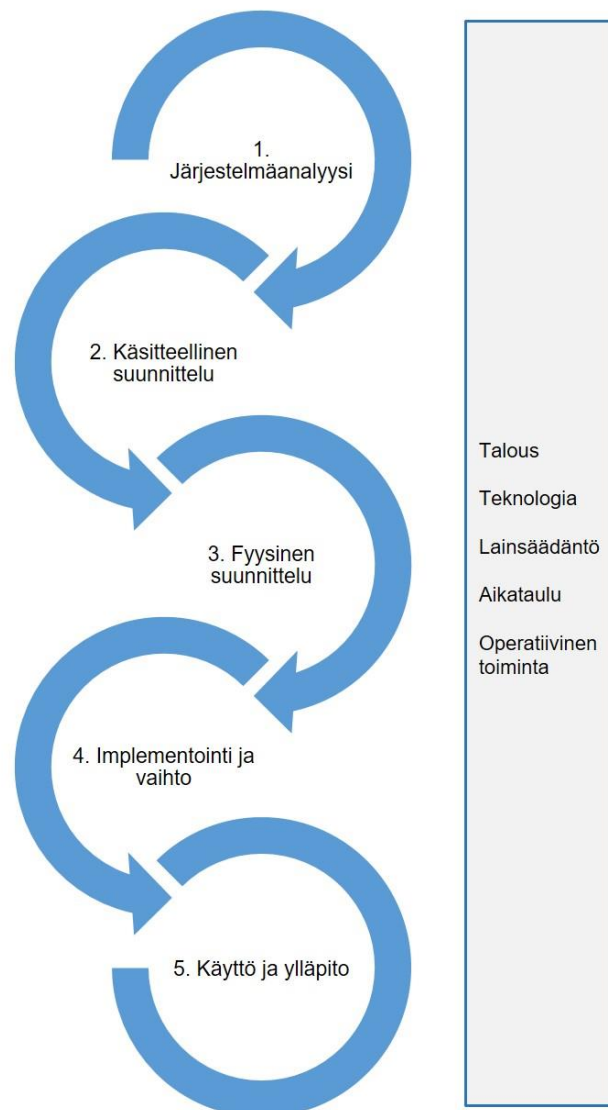 1.
Järjestelmäanalyysi
2. Käsitteellinen
suunnittelu
3. Fyysinen
suunnittelu
4. Implementointi ja
vaihto
5. Käyttö ja ylläpito
Talous
Teknologia
Lainsäädäntö
Aikataulu
Operatiivinen
toiminta